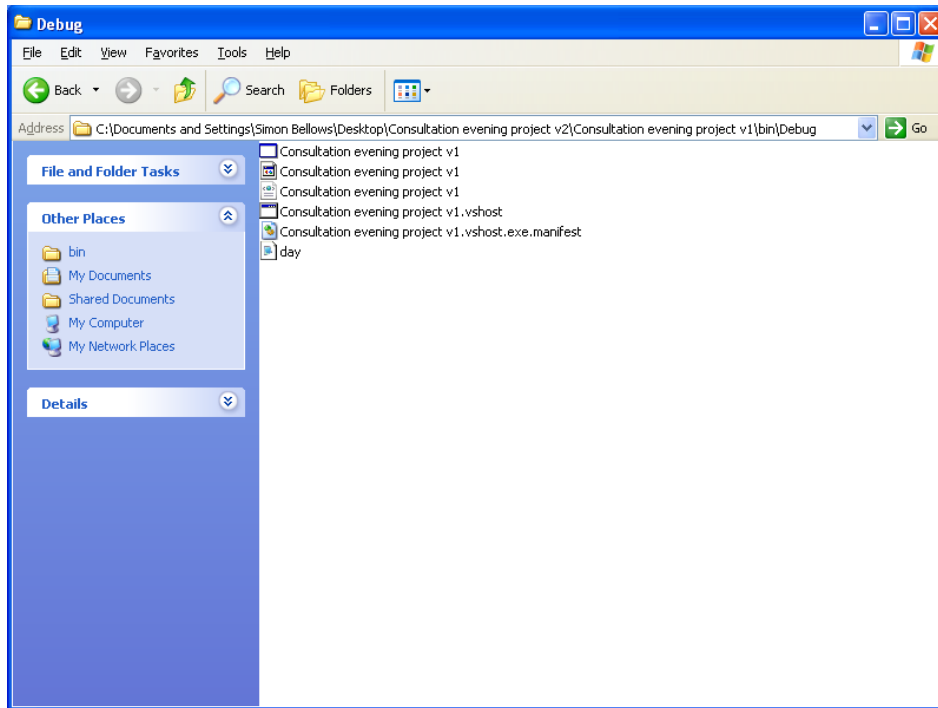 Debug
File Edit View Favorites Tools Help
Back Search Folders
Address C:\Documents and Settings\Simon Bellows\Desktop\Consultation evening project v2\Consultation evening project v1\bin\Debug Go
File and Folder Tasks
Other Places
bin
My Documents
Shared Documents
My Computer
My Network Places
Details
Consultation evening project v1
Consultation evening project v1
Consultation evening project v1
Consultation evening project v1.vshost
Consultation evening project v1.vshost.exe.manifest
day